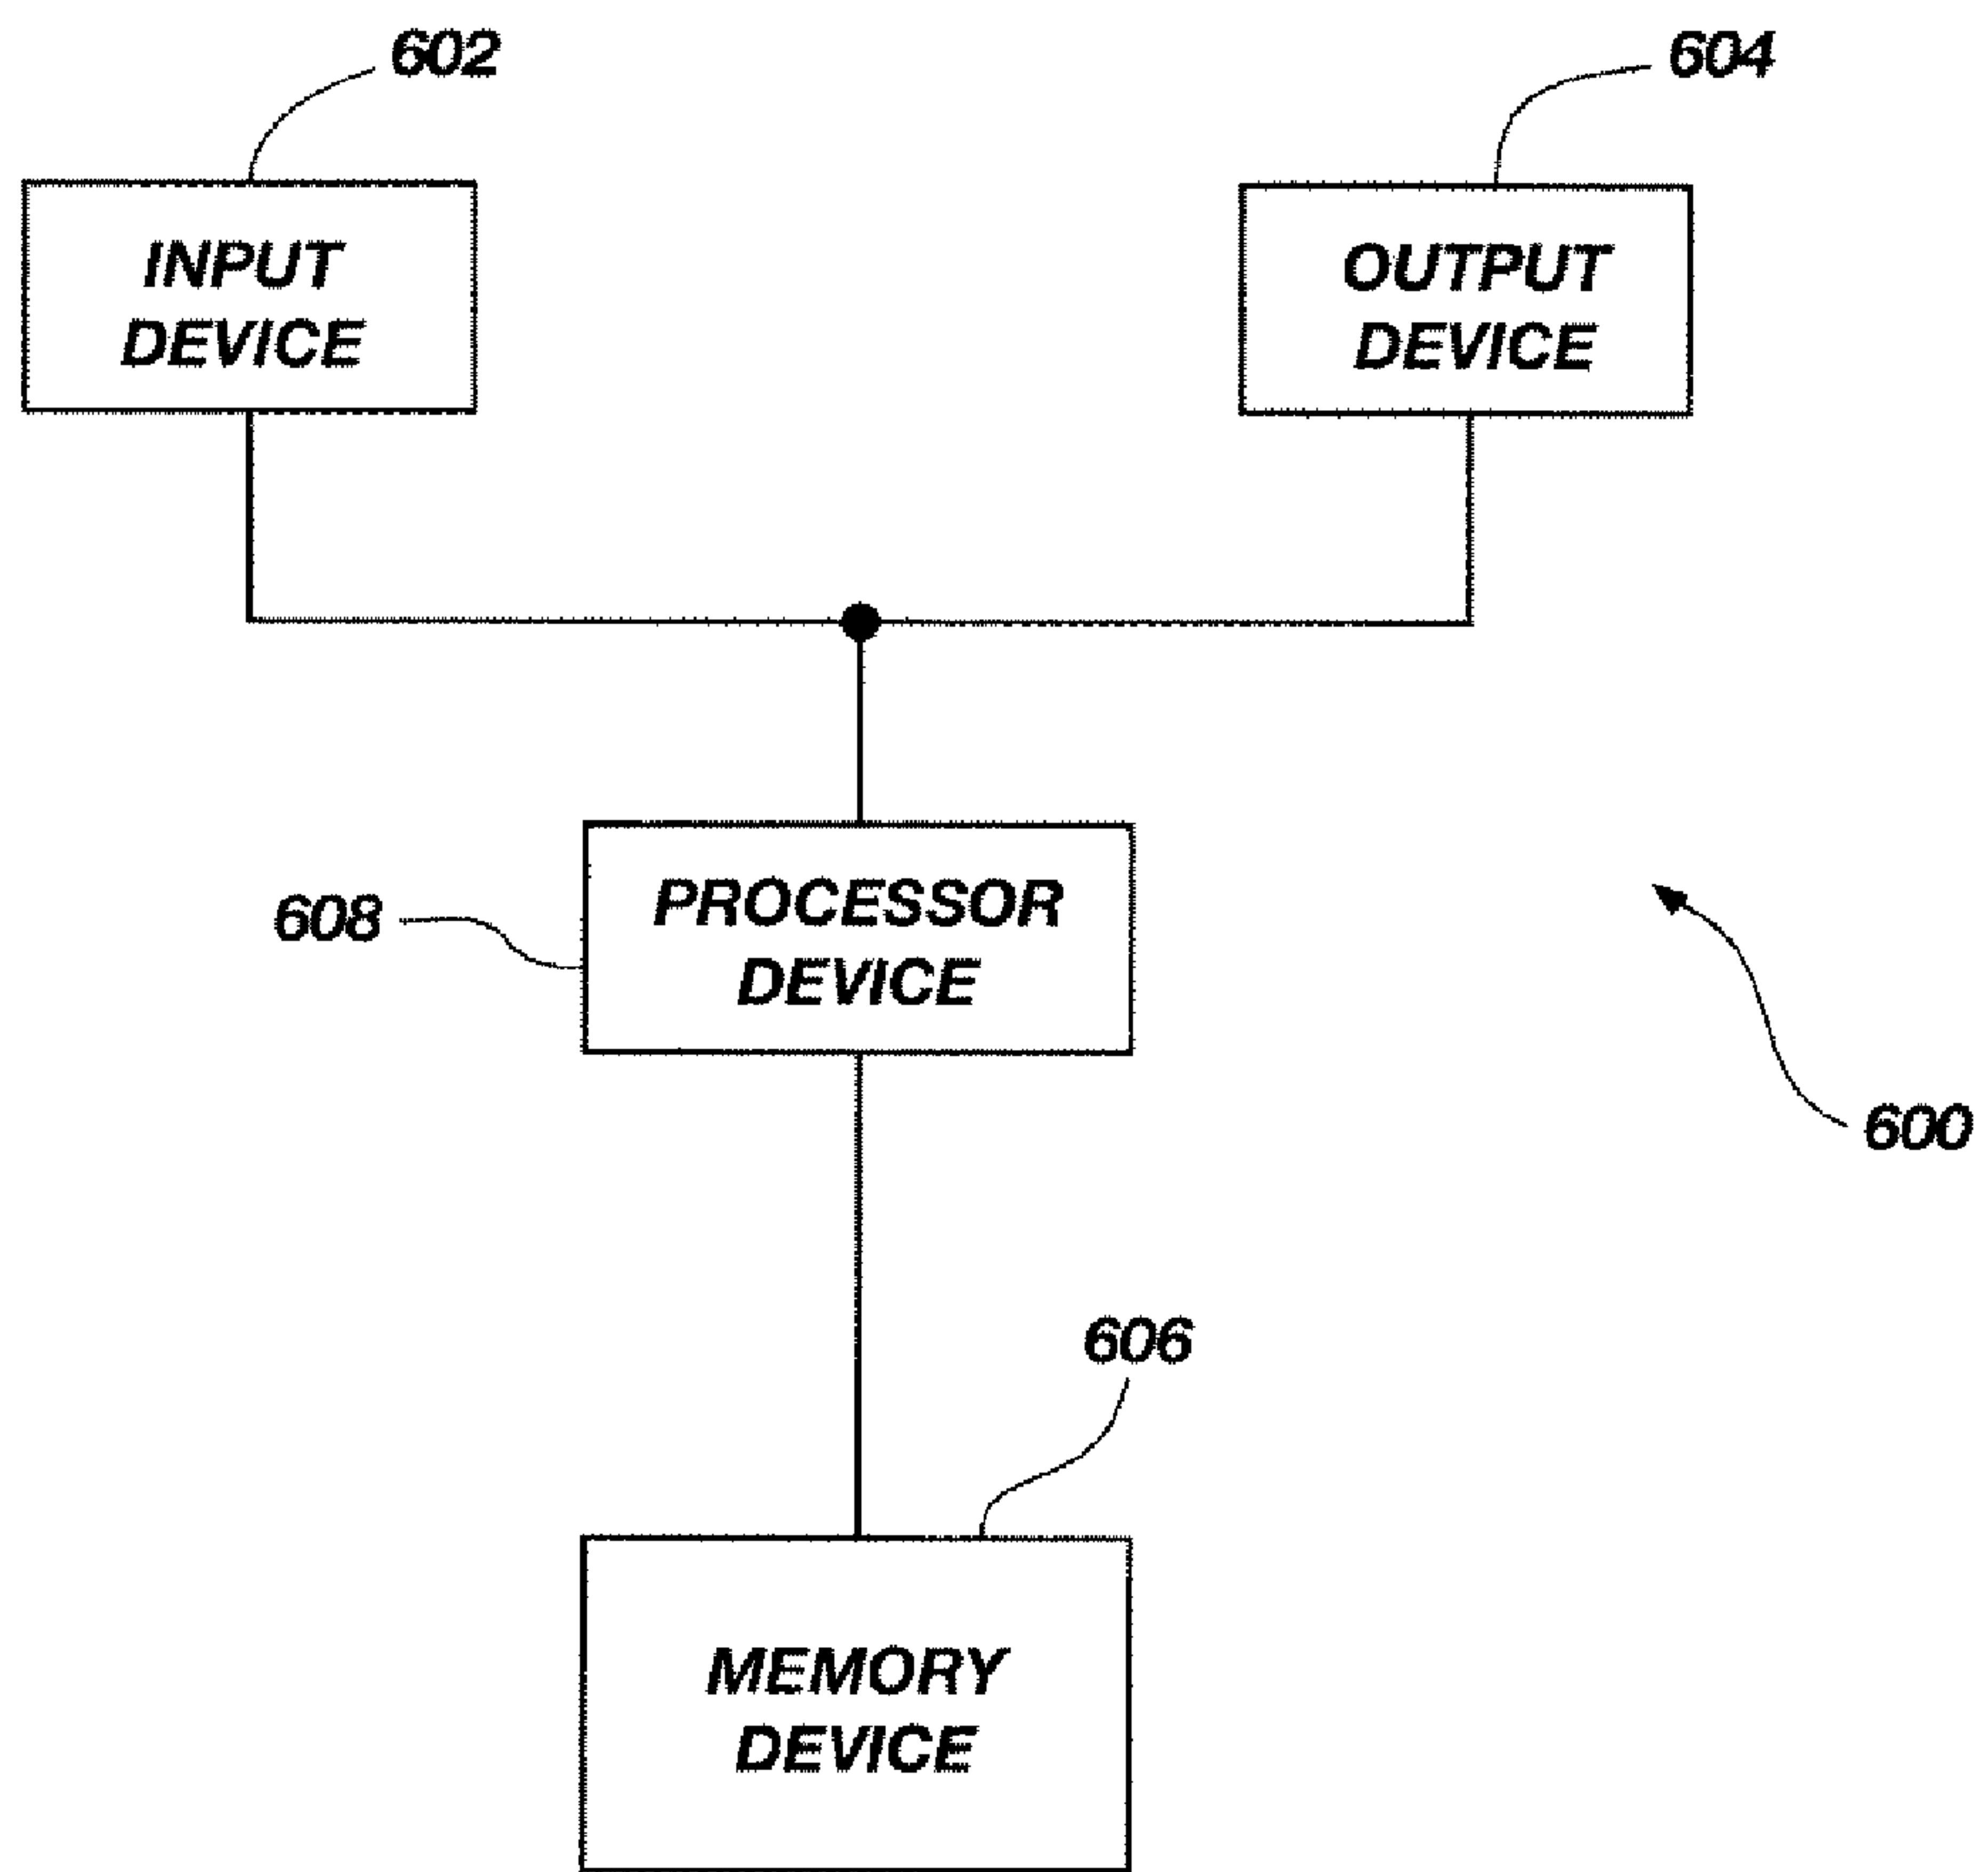 602
604
INPUT
DEVICE
OUTPUT
DEVICE
PROCESSOR
DEVICE
608
600
606
MEMORY
DEVICE